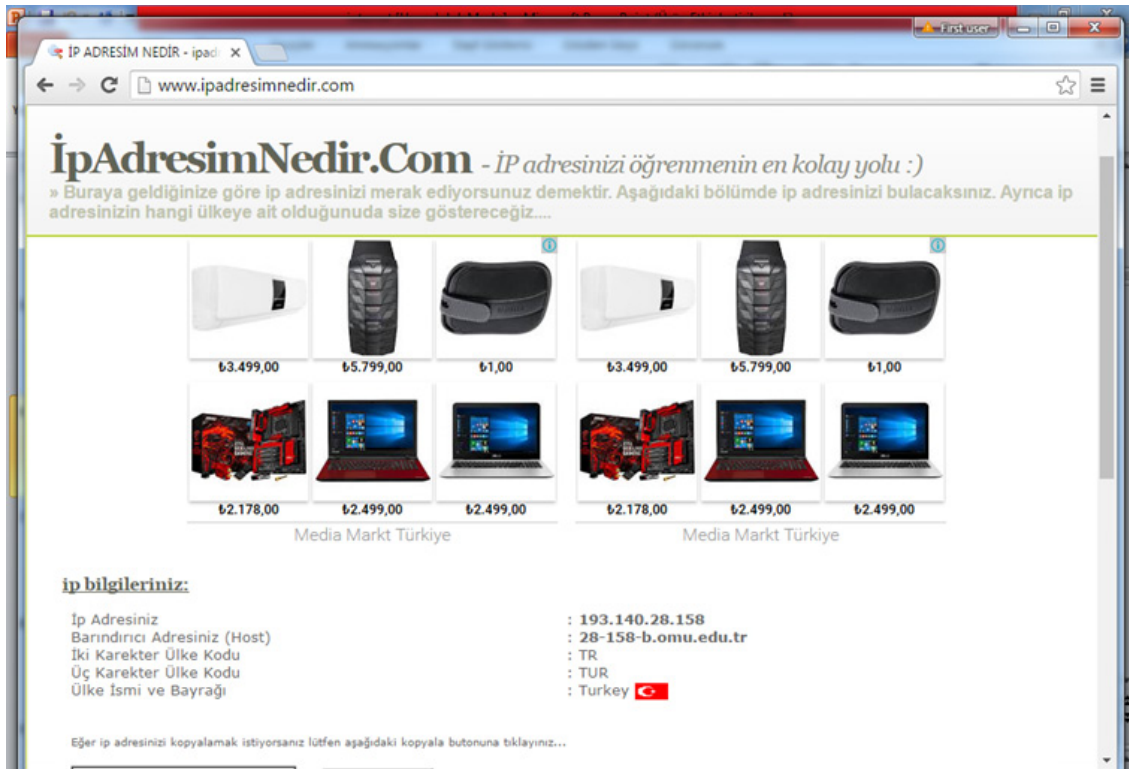 First user
İP ADRESİM NEDİR - ipad
www.ipadresimnedir.com
İpAdresimNedir.Com - İP adresinizi öğrenmenin en kolay yolu :)
» Buraya geldiğinize göre ip adresinizi merak ediyorsunuz demektir. Aşağıdaki bölümde ip adresinizi bulacaksınız. Ayrıca ip
adresinizin hangi ülkeye ait olduğunuda size göstereceğiz....
₺3.499,00 ₺5.799,00 ₺1,00 ₺3.499,00 ₺5.799,00 ₺1,00
₺2.178,00 ₺2.499,00 ₺2.499,00 ₺2.178,00 ₺2.499,00 ₺2.499,00
Media Markt Türkiye Media Markt Türkiye
ip bilgileriniz:
İp Adresiniz : 193.140.28.158
Barındırıcı Adresiniz (Host) : 28-158-b.omu.edu.tr
İki Karekter Ülke Kodu : TR
Üç Karekter Ülke Kodu : TUR
Ülke İsmi ve Bayrağı : Turkey
Eğer ip adresinizi kopyalamak istiyorsanız lütfen aşağıdaki kopyala butonuna tıklayınız...